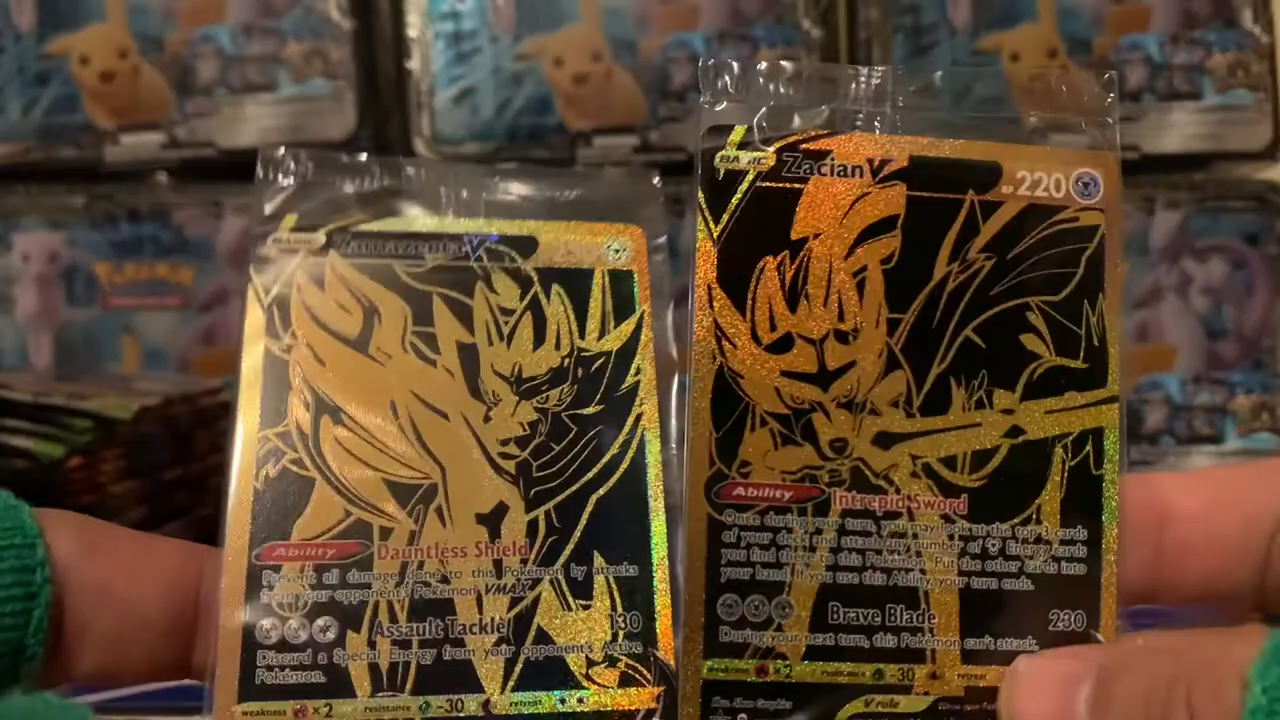 BASIC Zamazenta V
Ability Dauntless Shield
Prevent all damage done to this Pokémon by attacks
from your opponent's Pokémon VMAX.
Assault Tackle 130
Discard a Special Energy from your opponent's Active
Pokémon.
weakness ×2 resistance -30 retreat
BASIC Zacian V 220
Ability Intrepid Sword
Once during your turn, you may look at the top 3 cards
of your deck and attach any number of Energy cards
you find there to this Pokémon. Put the other cards into
your hand. If you use this Ability, your turn ends.
Brave Blade 230
During your next turn, this Pokémon can't attack.
weakness ×2 resistance -30 retreat
V rule
POKÉMON